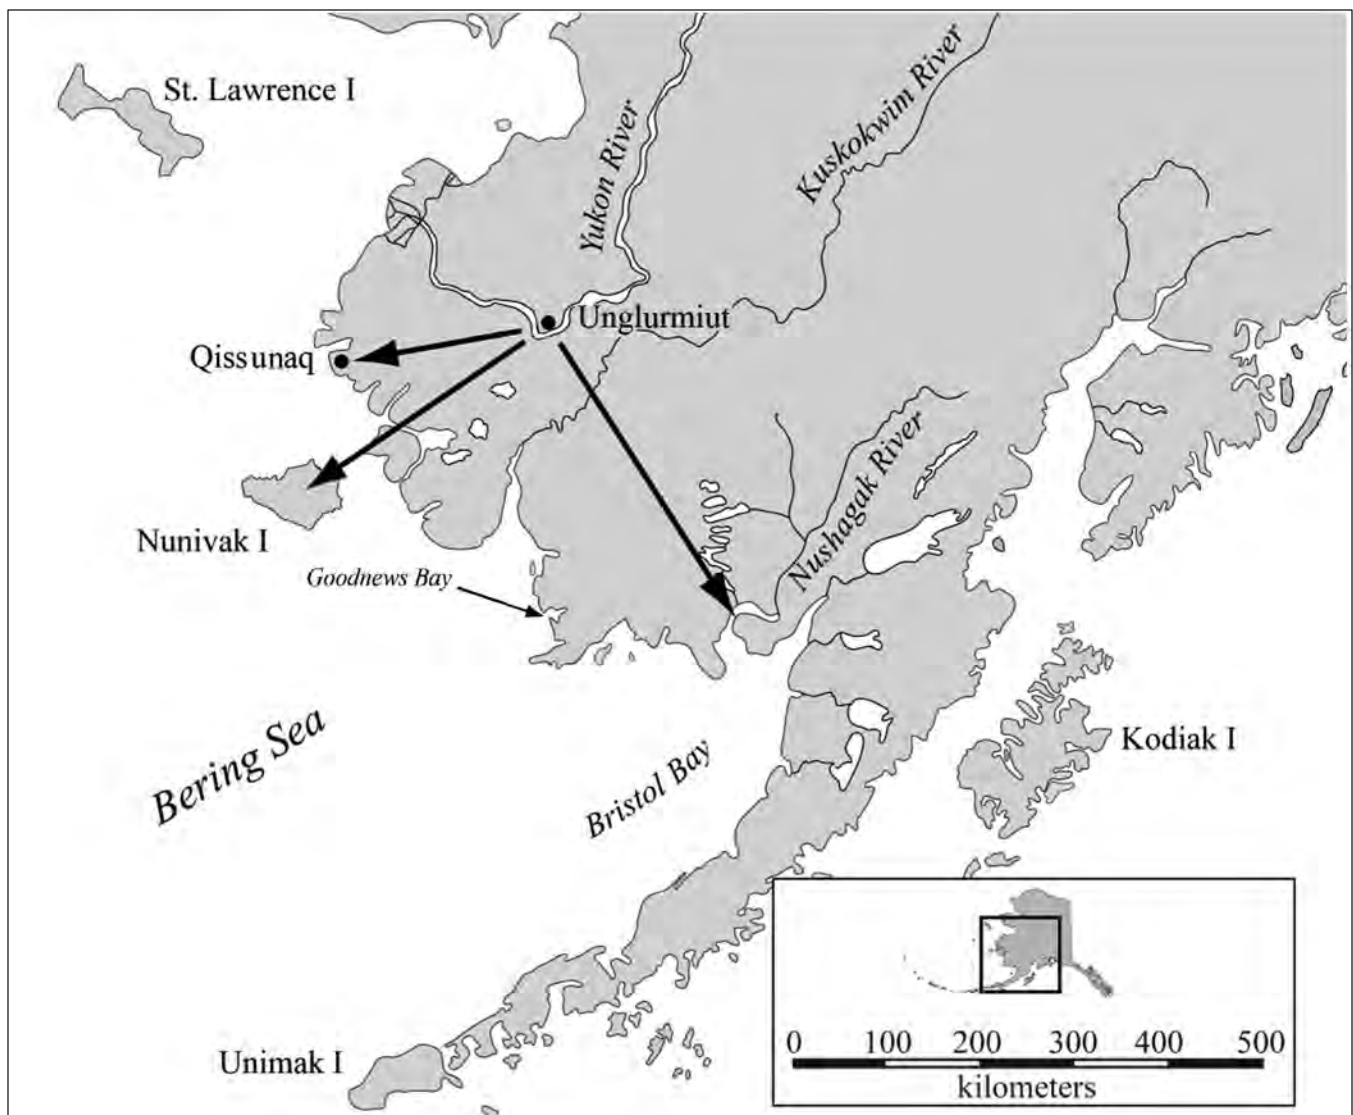 St. Lawrence I
Yukon River
Kuskokwim River
Unglurmiut
Qissunaq
Nunivak I
Nushagak River
Goodnews Bay
Bering Sea
Bristol Bay
Kodiak I
Unimak I
0 100 200 300 400 500
kilometers